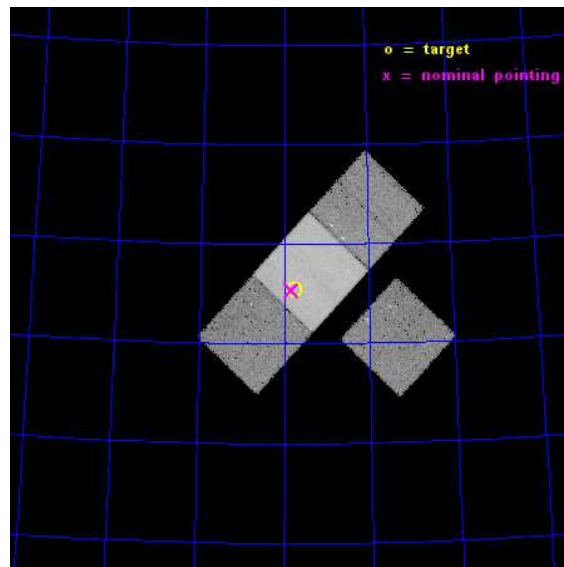 o = target
x = nominal pointing